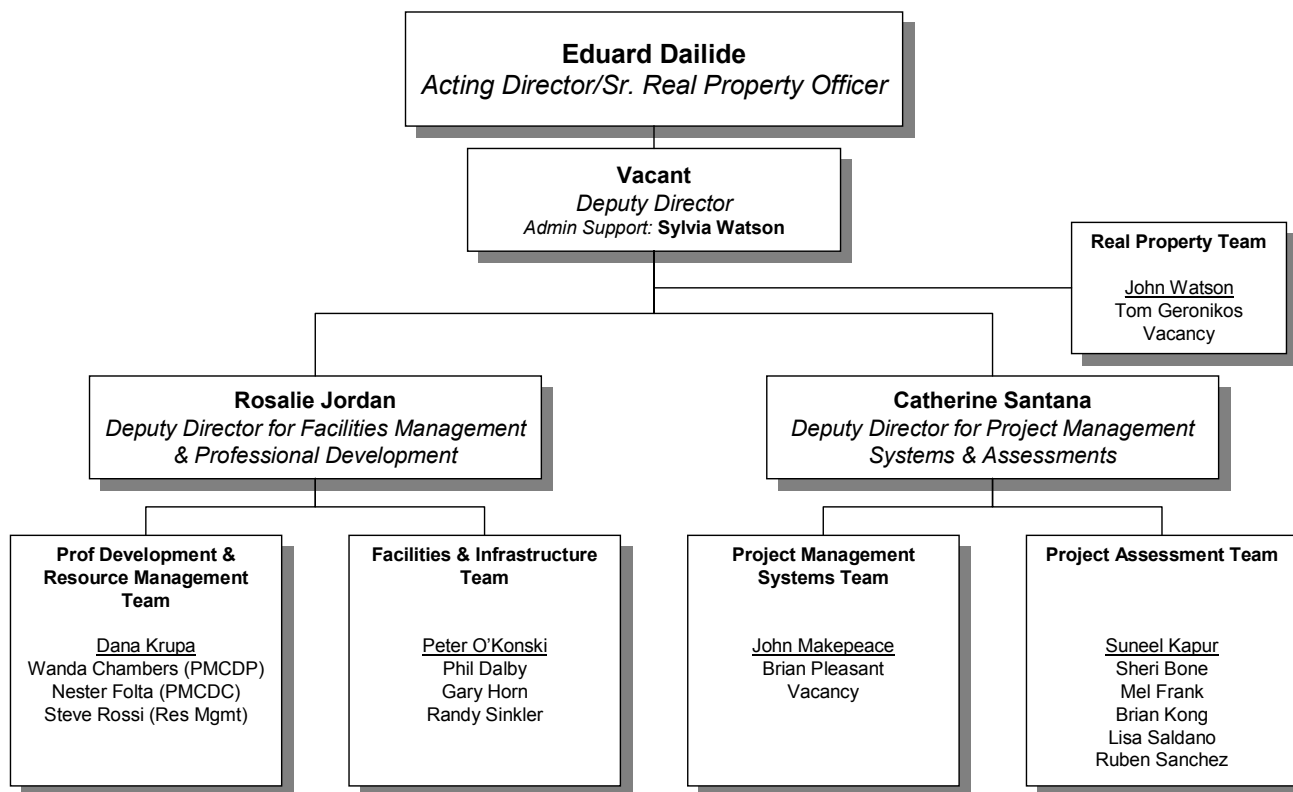 Eduard Dailide
Acting Director/Sr. Real Property Officer
Vacant
Deputy Director
Admin Support: Sylvia Watson
Real Property Team
John Watson
Tom Geronikos
Vacancy
Rosalie Jordan
Deputy Director for Facilities Management
& Professional Development
Catherine Santana
Deputy Director for Project Management
Systems & Assessments
Prof Development &
Resource Management
Team
Dana Krupa
Wanda Chambers (PMCDP)
Nester Folta (PMCDC)
Steve Rossi (Res Mgmt)
Facilities & Infrastructure
Team
Peter O’Konski
Phil Dalby
Gary Horn
Randy Sinkler
Project Management
Systems Team
John Makepeace
Brian Pleasant
Vacancy
Project Assessment Team
Suneel Kapur
Sheri Bone
Mel Frank
Brian Kong
Lisa Saldano
Ruben Sanchez